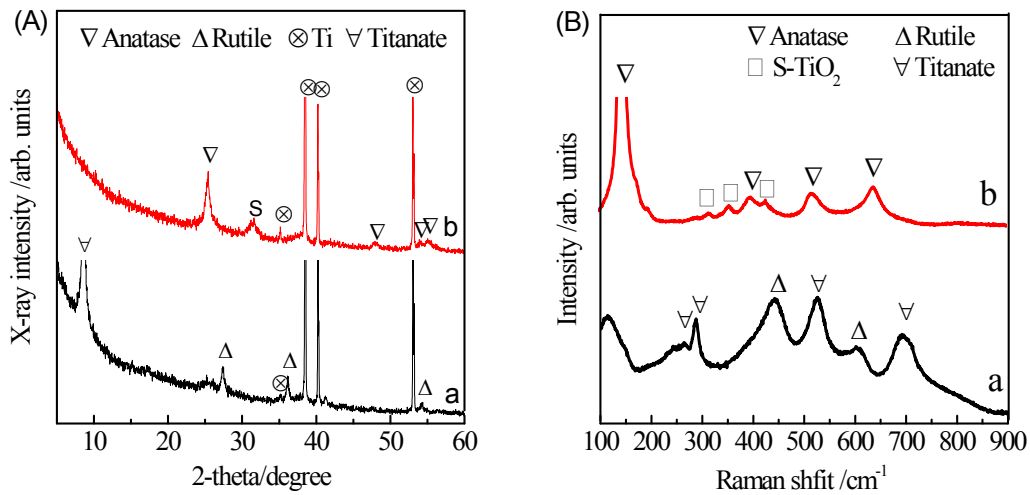 (A)
∇ Anatase Δ Rutile ⊗ Ti ∀ Titanate
X-ray intensity /arb. units
S
b
a
10 20 30 40 50 60
2-theta/degree
(B)
∇ Anatase Δ Rutile
□ S-TiO₂ ∀ Titanate
Intensity /arb. units
b
a
100 200 300 400 500 600 700 800 900
Raman shfit /cm⁻¹